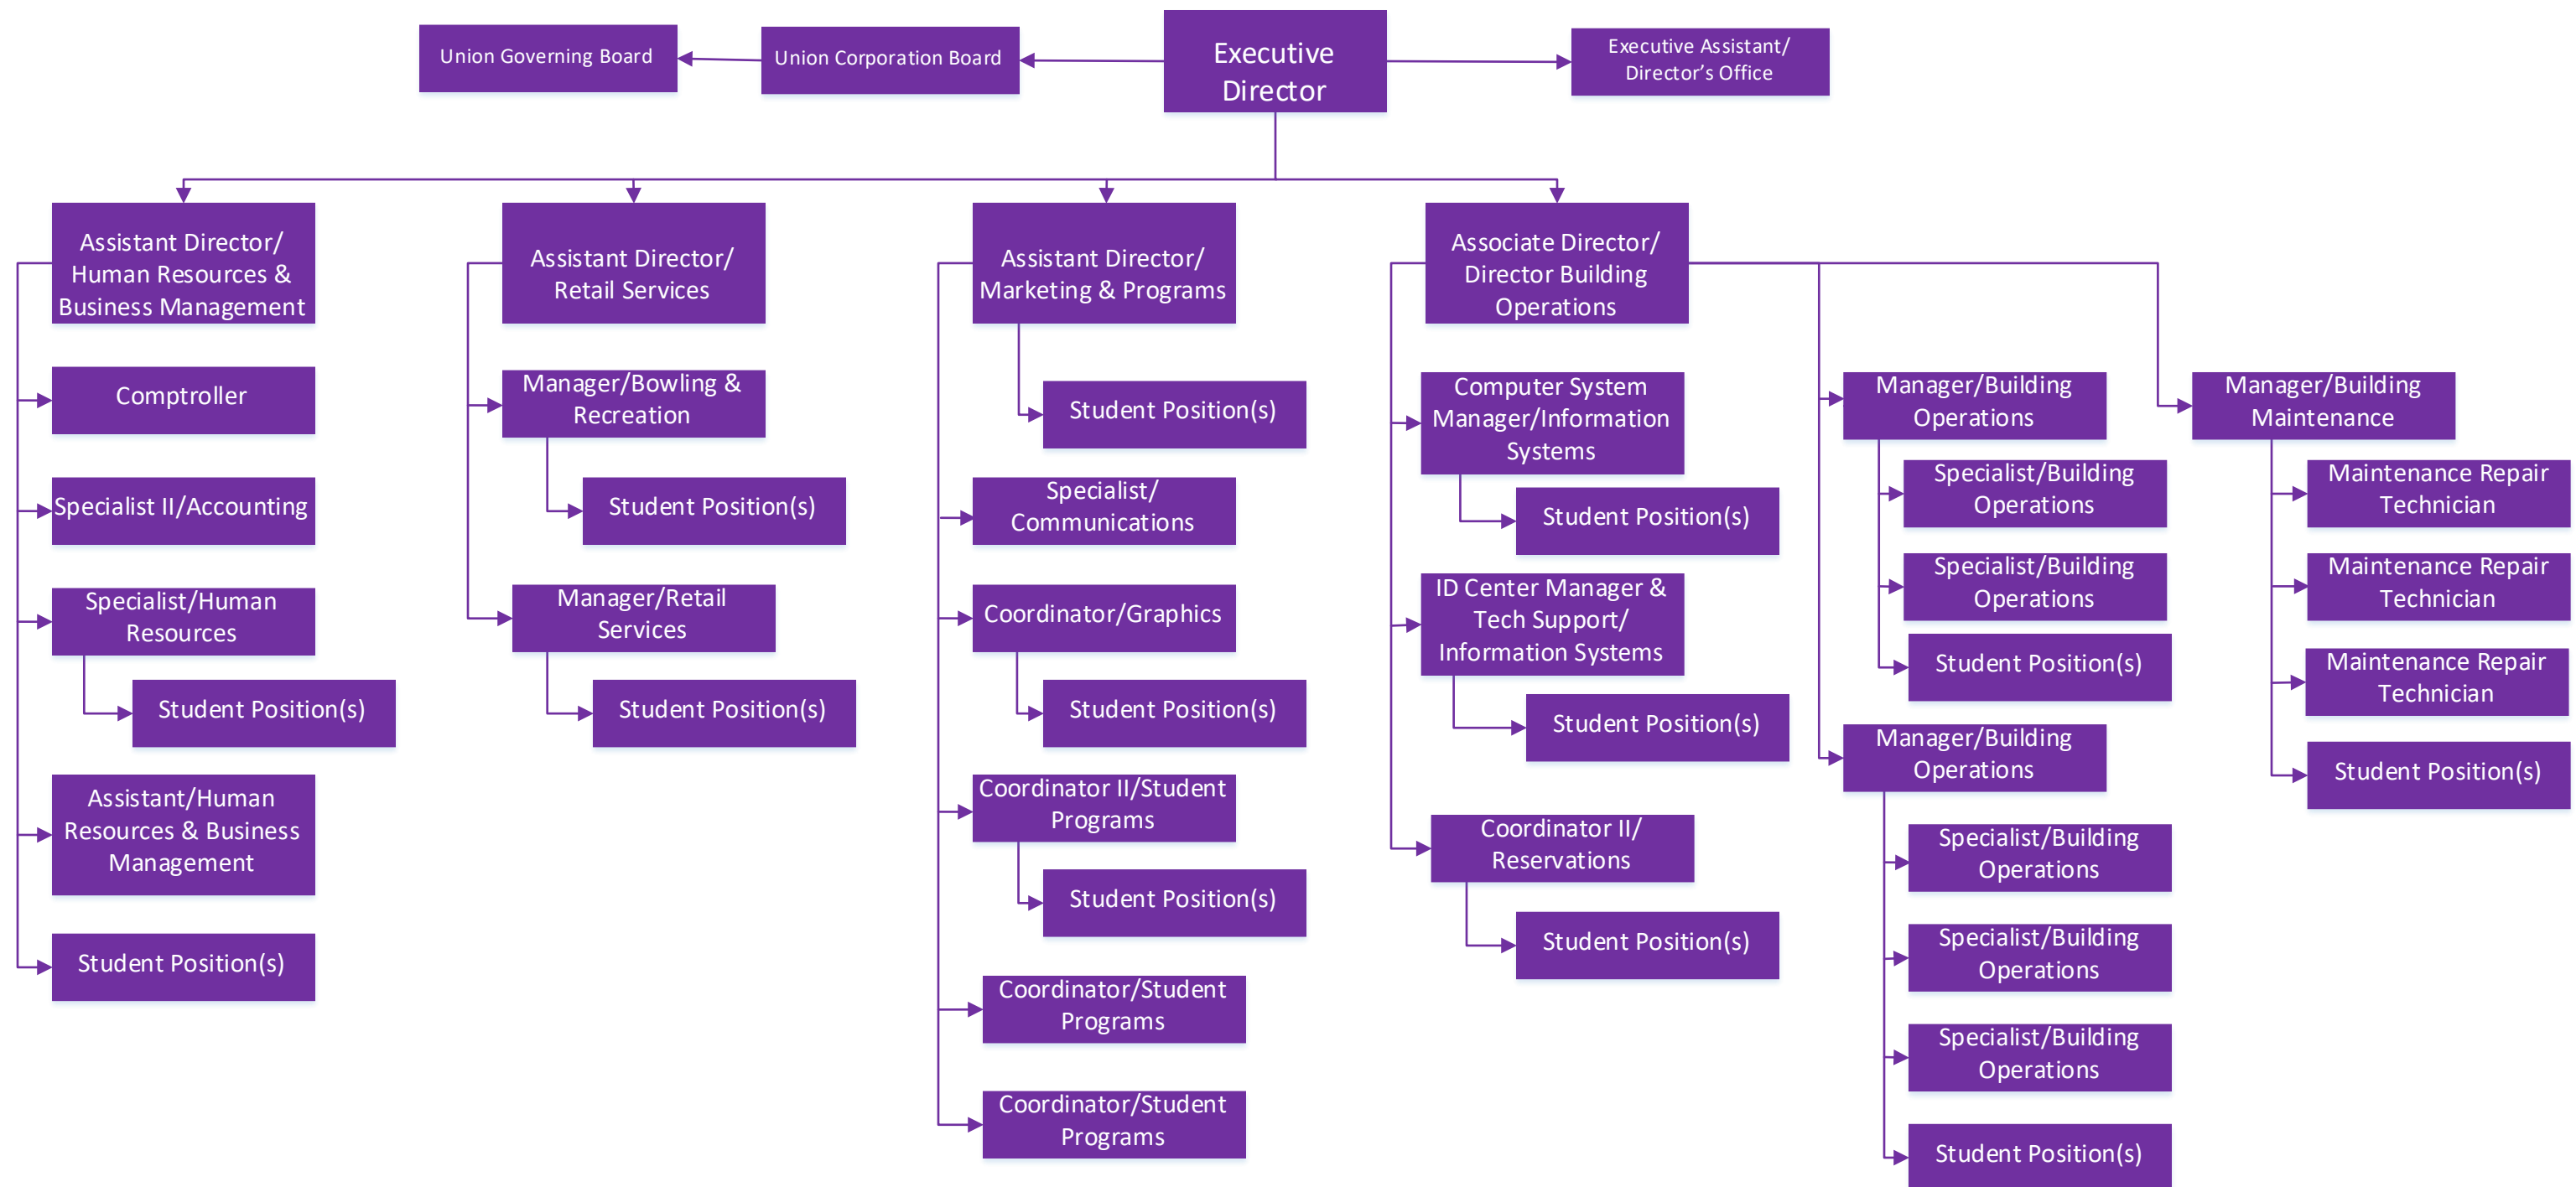 Union Governing Board
Union Corporation Board
Executive
Director
Executive Assistant/
Director’s Office
Assistant Director/
Human Resources &
Business Management
Comptroller
Specialist II/Accounting
Specialist/Human
Resources
Student Position(s)
Assistant/Human
Resources & Business
Management
Student Position(s)
Assistant Director/
Retail Services
Manager/Bowling &
Recreation
Student Position(s)
Manager/Retail
Services
Student Position(s)
Assistant Director/
Marketing & Programs
Student Position(s)
Specialist/
Communications
Coordinator/Graphics
Student Position(s)
Coordinator II/Student
Programs
Student Position(s)
Coordinator/Student
Programs
Coordinator/Student
Programs
Associate Director/
Director Building
Operations
Computer System
Manager/Information
Systems
Student Position(s)
ID Center Manager &
Tech Support/
Information Systems
Student Position(s)
Coordinator II/
Reservations
Student Position(s)
Manager/Building
Operations
Specialist/Building
Operations
Specialist/Building
Operations
Student Position(s)
Manager/Building
Operations
Specialist/Building
Operations
Specialist/Building
Operations
Specialist/Building
Operations
Student Position(s)
Manager/Building
Maintenance
Maintenance Repair
Technician
Maintenance Repair
Technician
Maintenance Repair
Technician
Student Position(s)